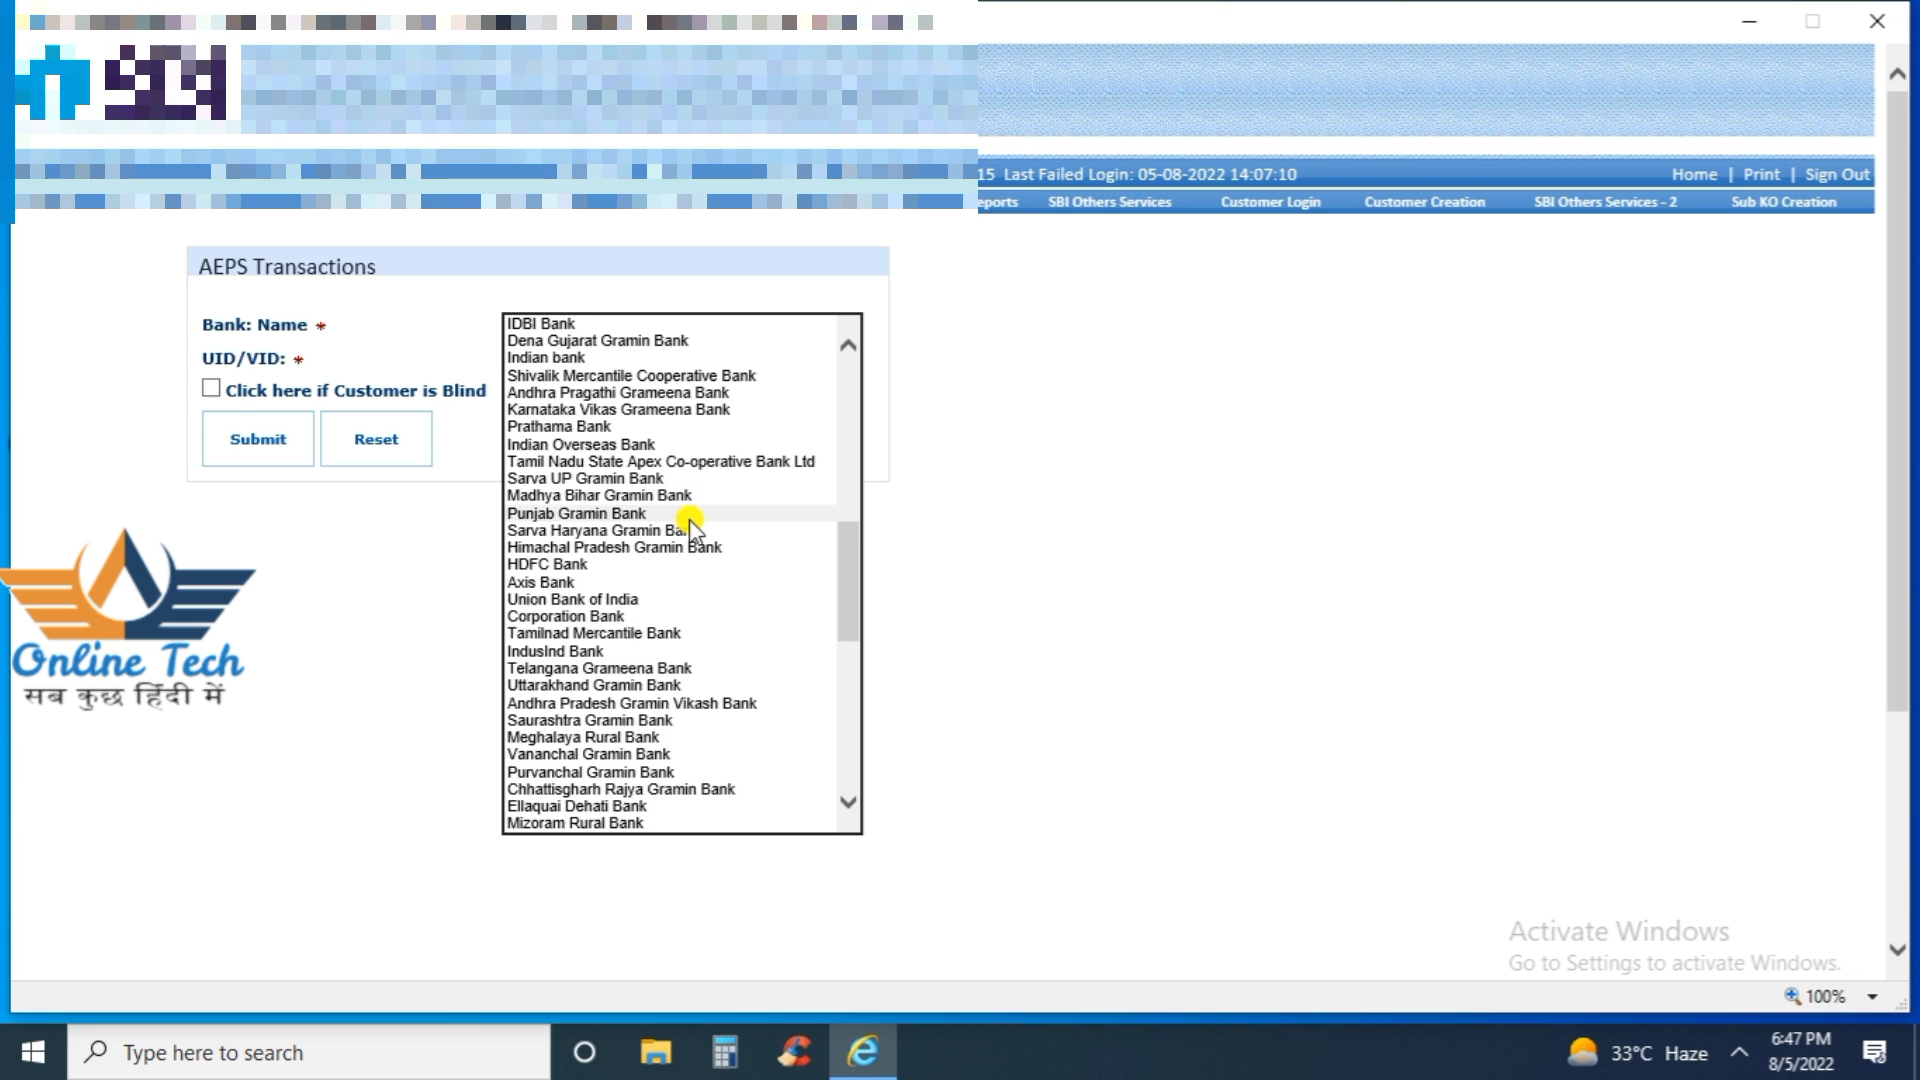 15 Last Failed Login: 05-08-2022 14:07:10 Home | Print | Sign Out
eports SBI Others Services Customer Login Customer Creation SBI Others Services - 2 Sub KO Creation
AEPS Transactions
Bank: Name *
UID/VID: *
Click here if Customer is Blind
Submit Reset
IDBI Bank
Dena Gujarat Gramin Bank
Indian bank
Shivalik Mercantile Cooperative Bank
Andhra Pragathi Grameena Bank
Karnataka Vikas Grameena Bank
Prathama Bank
Indian Overseas Bank
Tamil Nadu State Apex Co-operative Bank Ltd
Sarva UP Gramin Bank
Madhya Bihar Gramin Bank
Punjab Gramin Bank
Sarva Haryana Gramin Bank
Himachal Pradesh Gramin Bank
HDFC Bank
Axis Bank
Union Bank of India
Corporation Bank
Tamilnad Mercantile Bank
IndusInd Bank
Telangana Grameena Bank
Uttarakhand Gramin Bank
Andhra Pradesh Gramin Vikash Bank
Saurashtra Gramin Bank
Meghalaya Rural Bank
Vananchal Gramin Bank
Purvanchal Gramin Bank
Chhattisgharh Rajya Gramin Bank
Ellaquai Dehati Bank
Mizoram Rural Bank
Online Tech
सब कुछ हिंदी में
Activate Windows
Go to Settings to activate Windows.
100%
Type here to search
33°C Haze
6:47 PM
8/5/2022